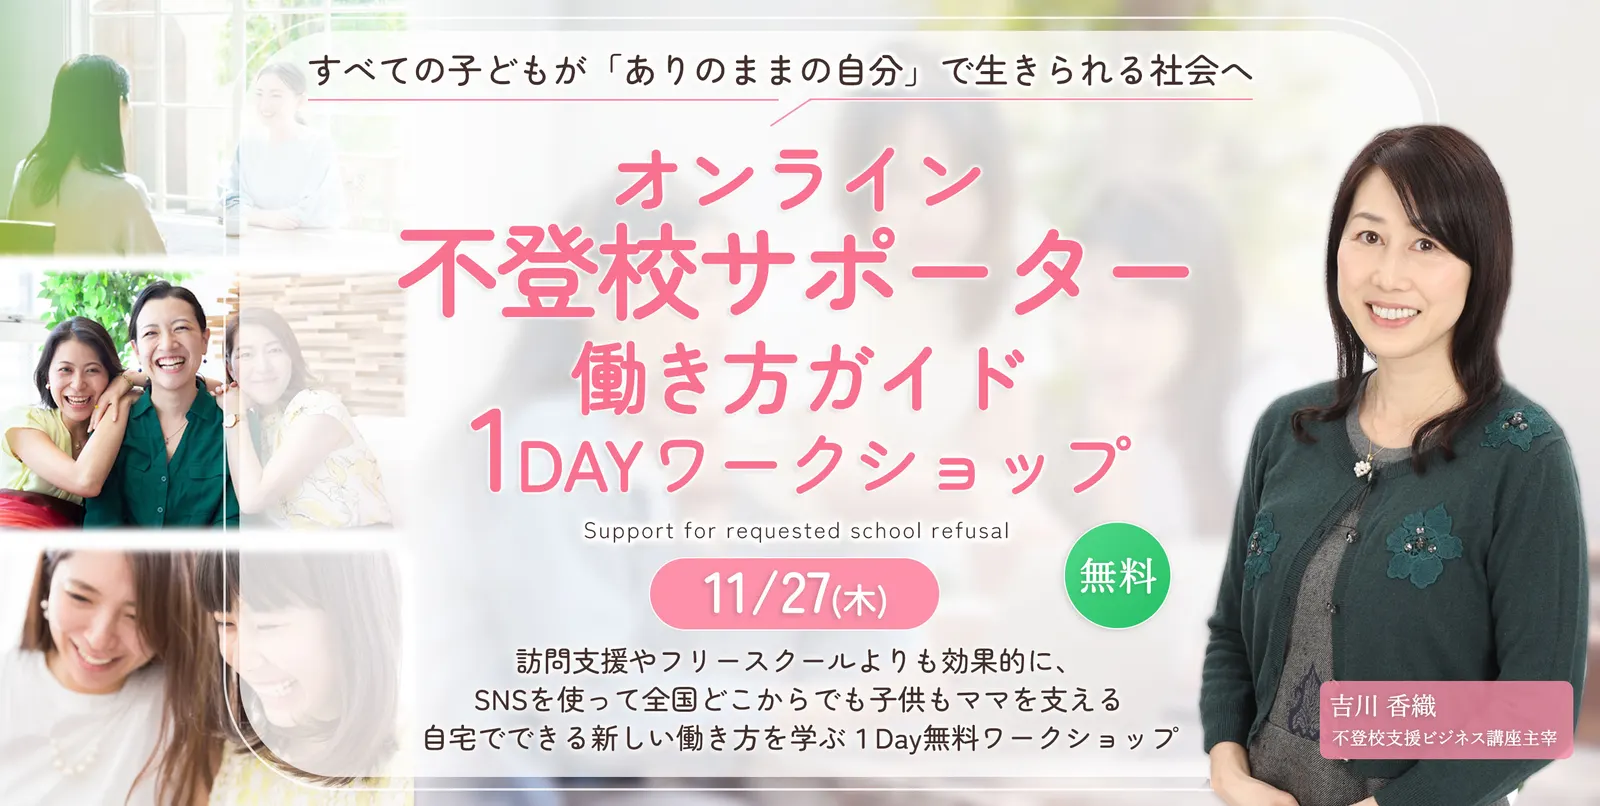 すべての子どもが「ありのままの自分」で生きられる社会へ
オンライン
不登校サポーター
働き方ガイド
1DAYワークショップ
Support for requested school refusal
11/27(木)
無料
訪問支援やフリースクールよりも効果的に、
SNSを使って全国どこからでも子供もママを支える
自宅でできる新しい働き方を学ぶ１Day無料ワークショップ
吉川 香織
不登校支援ビジネス講座主宰